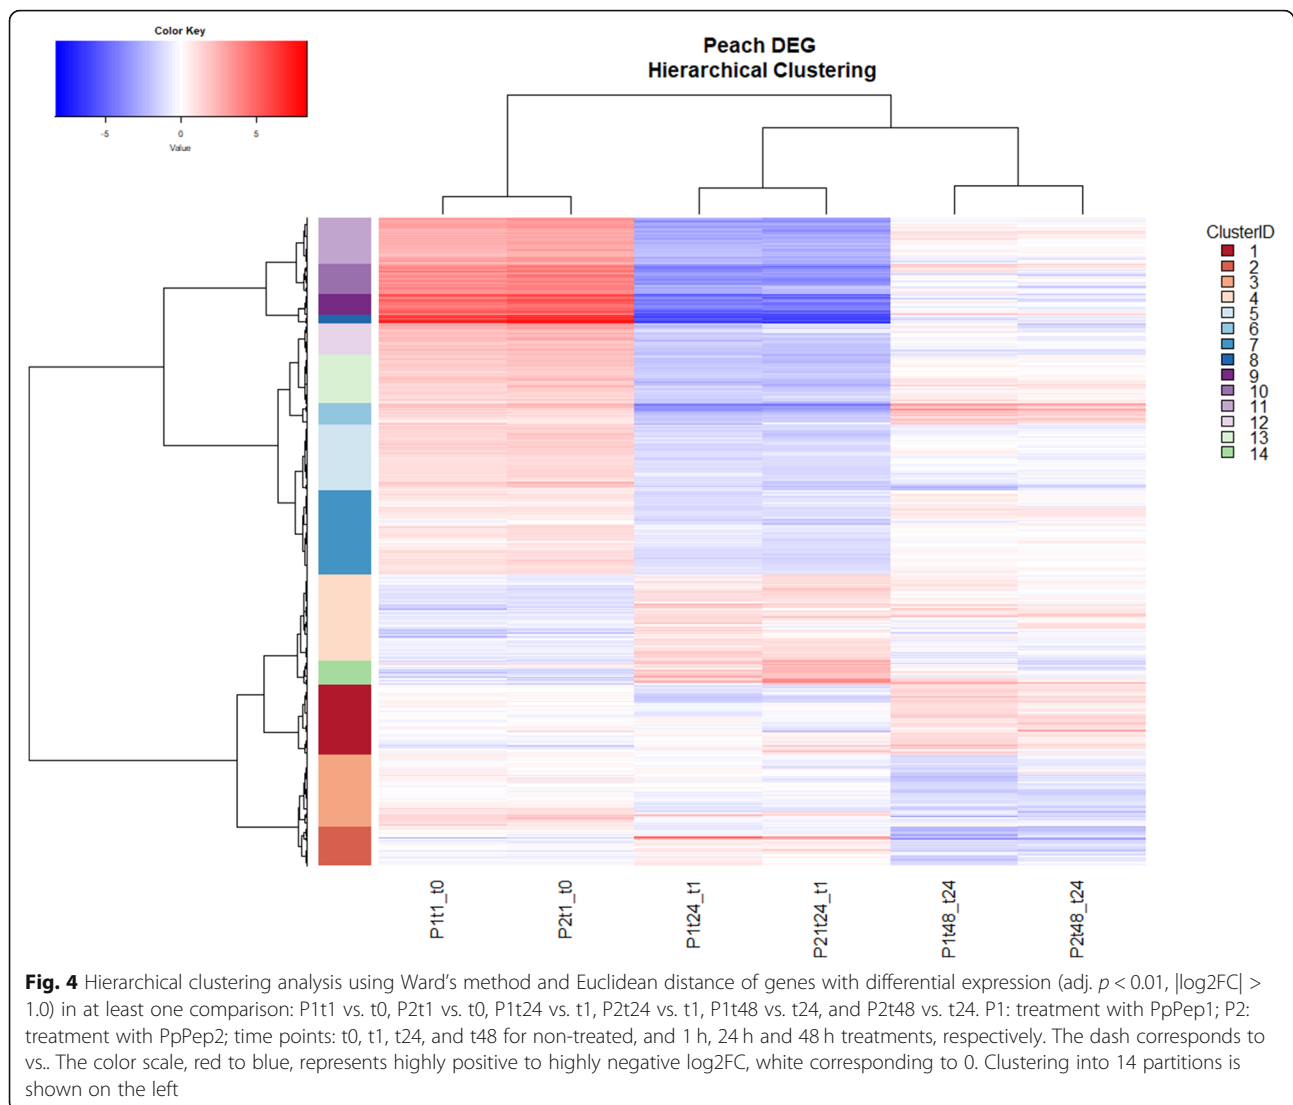 Color Key
-5
0
5
Value
Peach DEG
Hierarchical Clustering
ClusterID
1
2
3
4
5
6
7
8
9
10
11
12
13
14
P1t1_t0
P2t1_t0
P1t24_t1
P21t24_t1
P1t48_t24
P2t48_t24
Fig. 4 Hierarchical clustering analysis using Ward's method and Euclidean distance of genes with differential expression (adj. p < 0.01, |log2FC| >
1.0) in at least one comparison: P1t1 vs. t0, P2t1 vs. t0, P1t24 vs. t1, P2t24 vs. t1, P1t48 vs. t24, and P2t48 vs. t24. P1: treatment with PpPep1; P2:
treatment with PpPep2; time points: t0, t1, t24, and t48 for non-treated, and 1 h, 24 h and 48 h treatments, respectively. The dash corresponds to
vs.. The color scale, red to blue, represents highly positive to highly negative log2FC, white corresponding to 0. Clustering into 14 partitions is
shown on the left